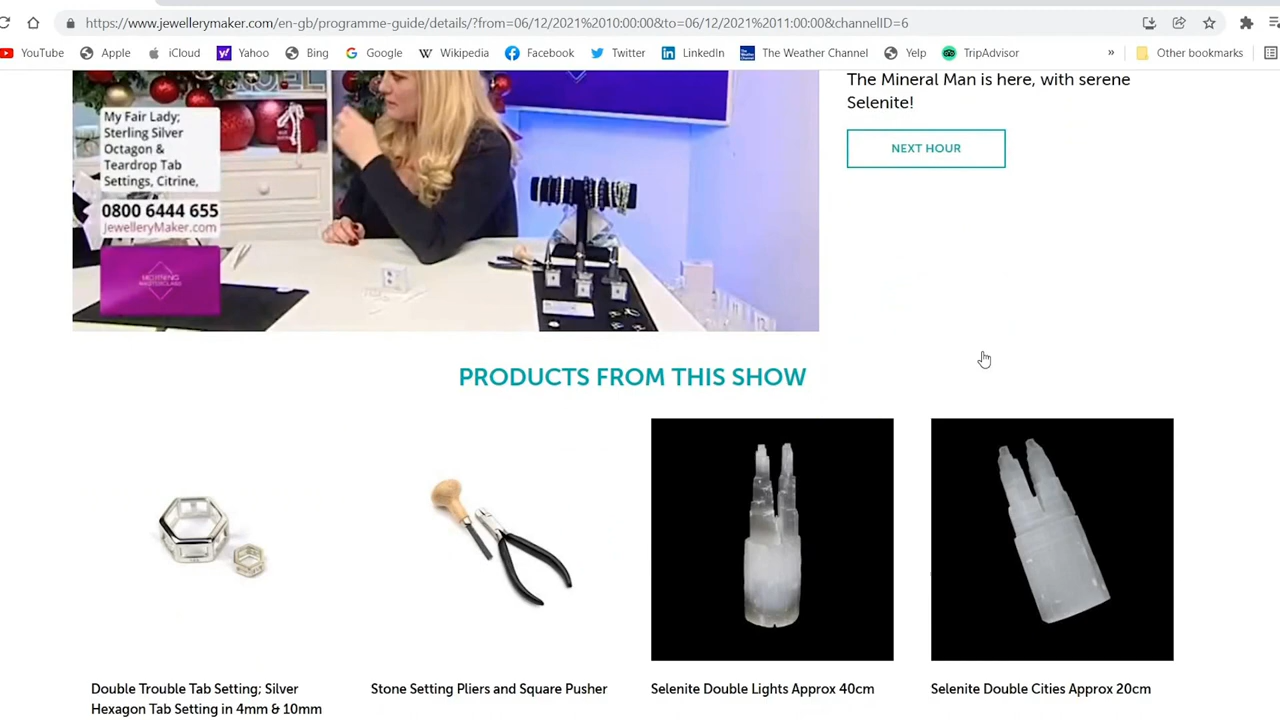 https://www.jewellerymaker.com/en-gb/programme-guide/details/?from=06/12/2021%2010:00:00&to=06/12/2021%2011:00:00&channelID=6
YouTube Apple iCloud Yahoo Bing Google Wikipedia Facebook Twitter LinkedIn The Weather Channel Yelp TripAdvisor » Other bookmarks
The Mineral Man is here, with serene
Selenite!
NEXT HOUR
My Fair Lady;
Sterling Silver
Octagon &
Teardrop Tab
Settings, Citrine,
0800 6444 655
JewelleryMaker.com
MORNING
MASTERCLASS
PRODUCTS FROM THIS SHOW
Double Trouble Tab Setting; Silver
Hexagon Tab Setting in 4mm & 10mm
Stone Setting Pliers and Square Pusher
Selenite Double Lights Approx 40cm
Selenite Double Cities Approx 20cm